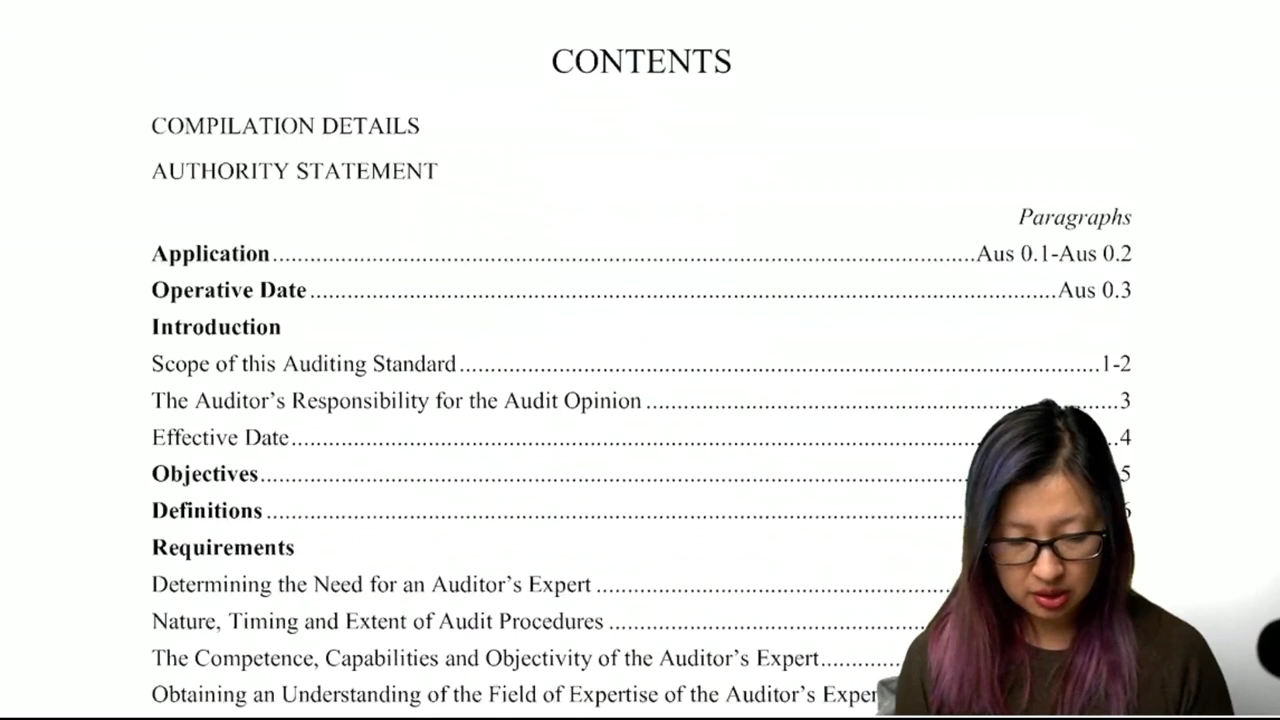 CONTENTS
COMPILATION DETAILS
AUTHORITY STATEMENT
Paragraphs
Application Aus 0.1-Aus 0.2
Operative Date Aus 0.3
Introduction
Scope of this Auditing Standard 1-2
The Auditor's Responsibility for the Audit Opinion 3
Effective Date 4
Objectives 5
Definitions 6
Requirements
Determining the Need for an Auditor's Expert
Nature, Timing and Extent of Audit Procedures
The Competence, Capabilities and Objectivity of the Auditor's Expert
Obtaining an Understanding of the Field of Expertise of the Auditor's